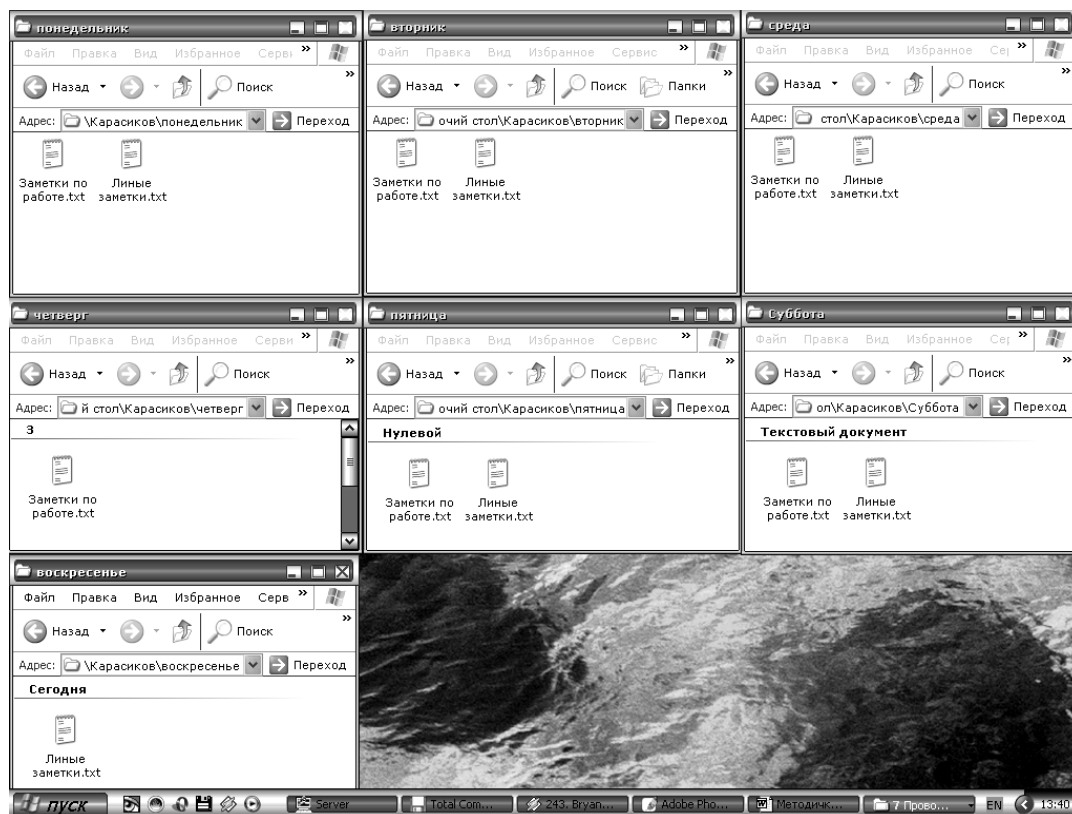 понедельник
Файл Правка Вид Избранное Серви »
Назад Поиск »
Адрес: \Карасиков\понедельник Переход
Заметки по Линые
работе.txt заметки.txt
вторник
Файл Правка Вид Избранное Сервис »
Назад Поиск Папки »
Адрес: очий стол\Карасиков\вторник Переход
Заметки по Линые
работе.txt заметки.txt
среда
Файл Правка Вид Избранное Сер »
Назад Поиск »
Адрес: стол\Карасиков\среда Переход
Заметки по Линые
работе.txt заметки.txt
четверг
Файл Правка Вид Избранное Серви »
Назад Поиск »
Адрес: й стол\Карасиков\четверг Переход
З
Заметки по
работе.txt
пятница
Файл Правка Вид Избранное Сервис »
Назад Поиск Папки »
Адрес: очий стол\Карасиков\пятница Переход
Нулевой
Заметки по Линые
работе.txt заметки.txt
Суббота
Файл Правка Вид Избранное Сер »
Назад Поиск »
Адрес: ол\Карасиков\Суббота Переход
Текстовый документ
Заметки по Линые
работе.txt заметки.txt
воскресенье
Файл Правка Вид Избранное Серв »
Назад Поиск »
Адрес: \Карасиков\воскресенье Переход
Сегодня
Линые
заметки.txt
пуск Server Total Com... 243. Bryan... Adobe Pho... Методичк... 7 Прово... EN 13:40